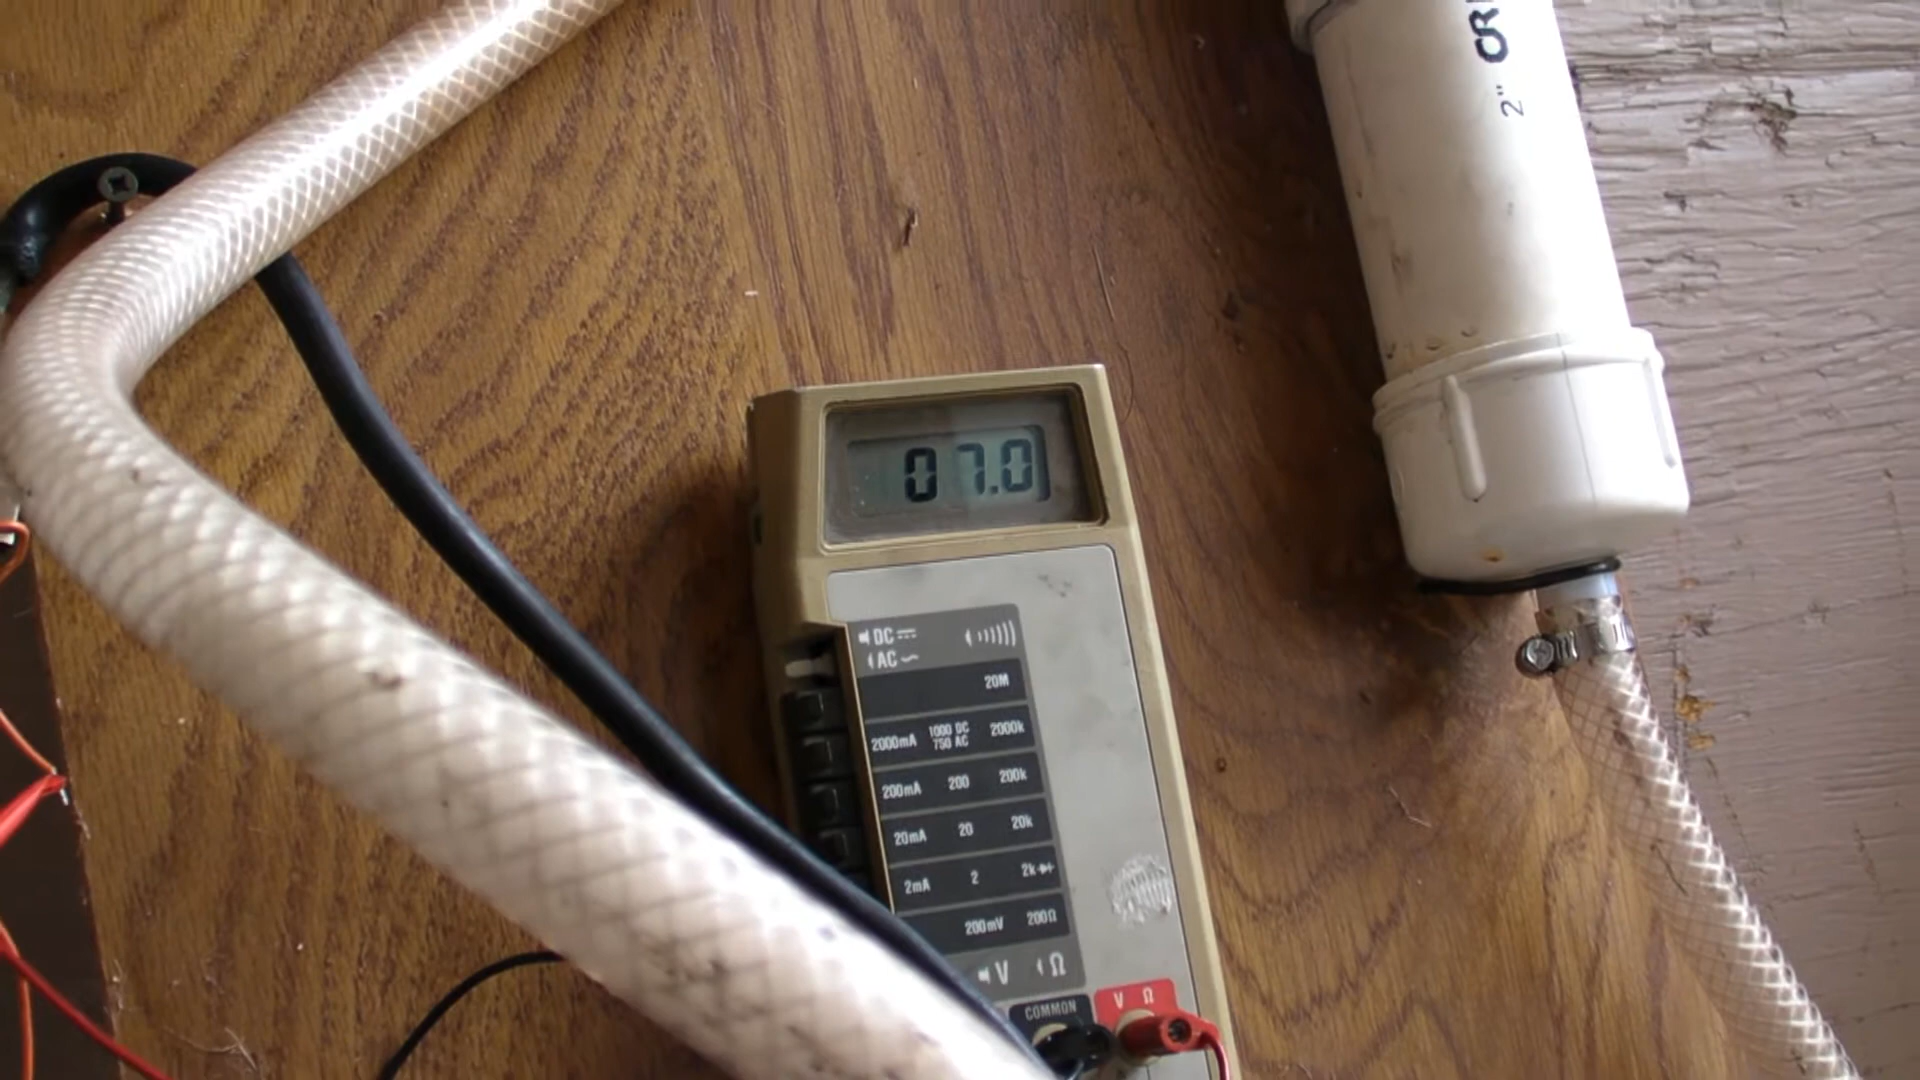 2" CR
07.0
DC
AC
20M
2000mA 1000 DC 750 AC 2000k
200mA 200 200k
20mA 20 20k
2mA 2 2k
200mV 200Ω
V Ω
COMMON V Ω